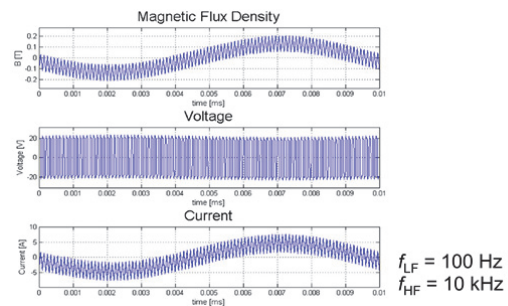 Magnetic Flux Density
B [T]
0.2
0.1
0
-0.1
-0.2
0 0.001 0.002 0.003 0.004 0.005 0.006 0.007 0.008 0.009 0.01
time [ms]
Voltage
Voltage [V]
20
0
-20
0 0.001 0.002 0.003 0.004 0.005 0.006 0.007 0.008 0.009 0.01
time [ms]
Current
Current [A]
10
5
0
-5
0 0.001 0.002 0.003 0.004 0.005 0.006 0.007 0.008 0.009 0.01
time [ms]
fLF = 100 Hz
fHF = 10 kHz